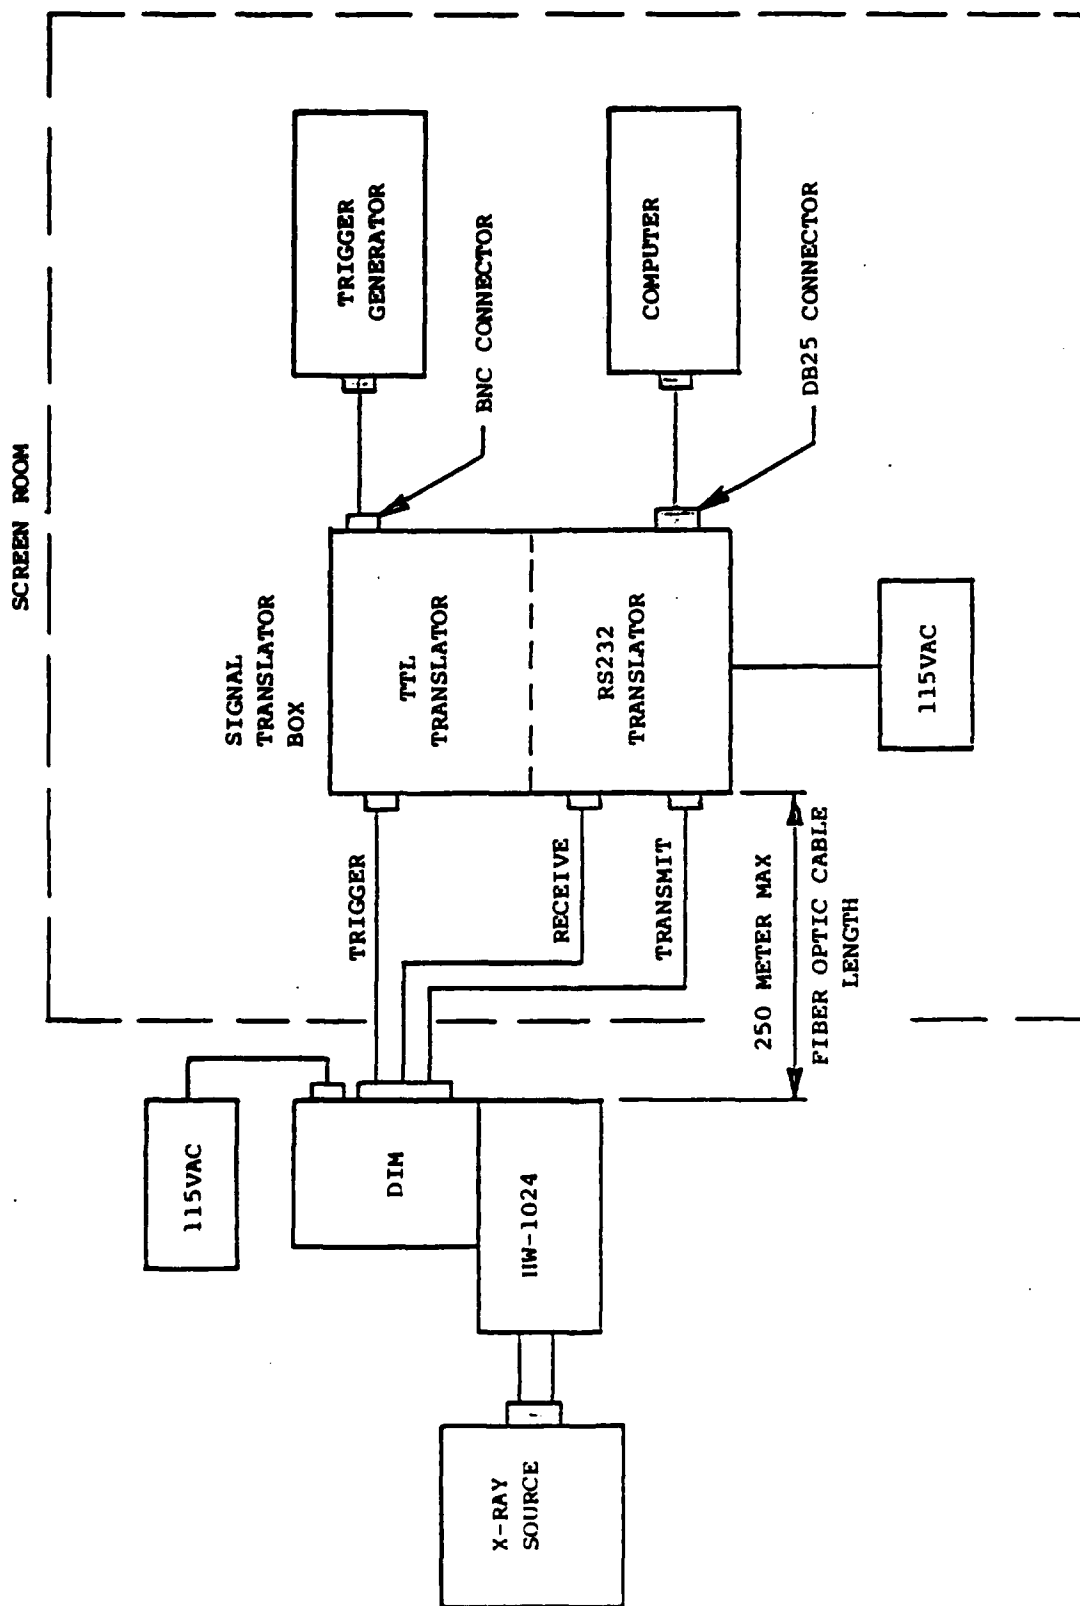 SCREEN ROOM
SIGNAL
TRANSLATOR
BOX
115VAC
TRIGGER
TTL
TRANSLATOR
TRIGGER
GENERATOR
BNC CONNECTOR
DIM
X-RAY
SOURCE
HW-1024
RECEIVE
TRANSMIT
RS232
TRANSLATOR
COMPUTER
DB25 CONNECTOR
250 METER MAX
FIBER OPTIC CABLE
LENGTH
115VAC